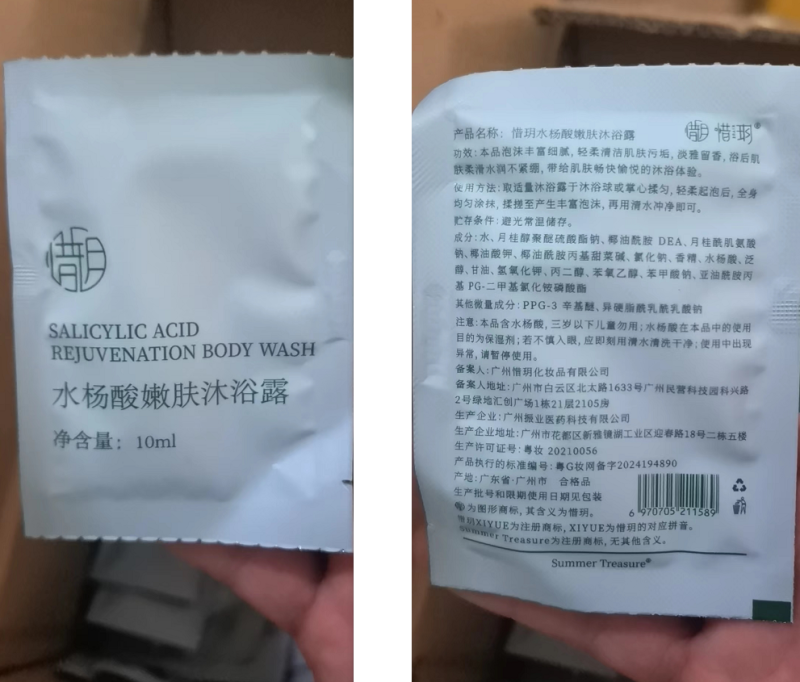 惜玥
SALICYLIC ACID
REJUVENATION BODY WASH
水杨酸嫩肤沐浴露
净含量：10ml
惜玥 惜玥®
产品名称：惜玥水杨酸嫩肤沐浴露
功效：本品泡沫丰富细腻，轻柔清洁肌肤污垢，淡雅留香，浴后肌
肤柔滑水润不紧绷，带给肌肤畅快愉悦的沐浴体验。
使用方法：取适量沐浴露于沐浴球或掌心揉匀，轻柔起泡后，全身
均匀涂抹，揉搓至产生丰富泡沫，再用清水冲净即可。
贮存条件：避光常温储存。
成分：水、月桂醇聚醚硫酸酯钠、椰油酰胺 DEA、月桂酰肌氨酸
钠、椰油酸钾、椰油酰胺丙基甜菜碱、氯化钠、香精、水杨酸、泛
醇、甘油、氢氧化钾、丙二醇、苯氧乙醇、苯甲酸钠、亚油酰胺丙
基 PG-二甲基氯化铵磷酸酯
其他微量成分：PPG-3 辛基醚、异硬脂酰乳酰乳酸钠
注意：本品含水杨酸，三岁以下儿童勿用；水杨酸在本品中的使用
目的为保湿剂；若不慎入眼，应即刻用清水清洗干净；使用中出现
异常，请暂停使用。
备案人：广州惜玥化妆品有限公司
备案人地址：广州市白云区北太路1633号广州民营科技园科兴路
2号绿地汇创广场1栋21层2105房
生产企业：广州振业医药科技有限公司
生产企业地址：广州市花都区新雅镜湖工业区迎春路18号二栋五楼
生产许可证号：粤妆 20210056
产品执行的标准编号：粤G妆网备字2024194890
产地：广东省·广州市 合格品
生产批号和限期使用日期见包装
为图形商标，其含义为惜玥。
惜玥XIYUE为注册商标，XIYUE为惜玥的对应拼音。
Summer Treasure为注册商标，无其他含义。
6 970705 211589
Summer Treasure®